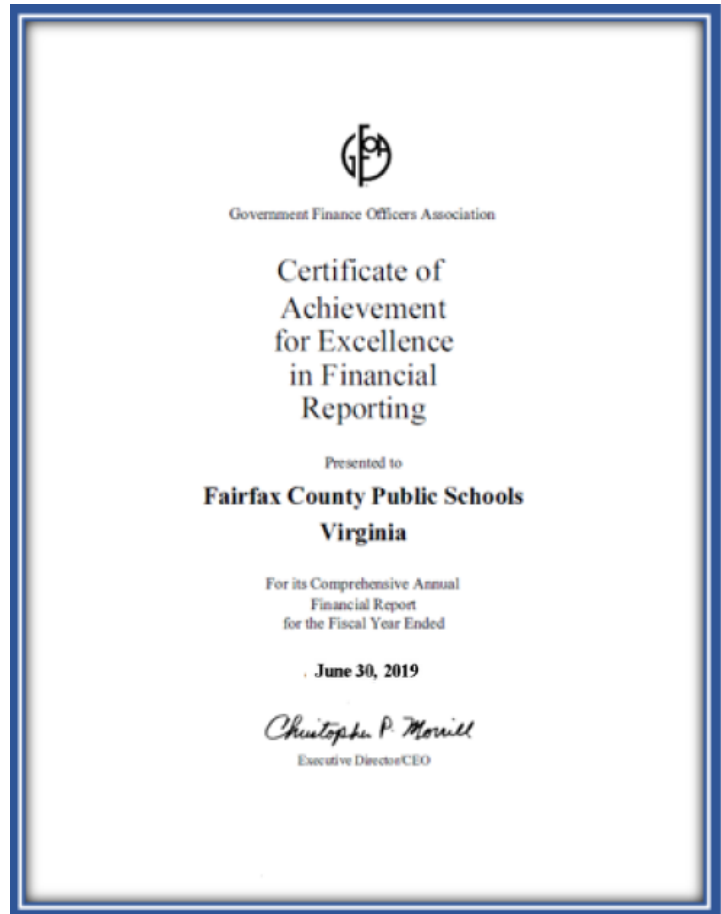 GFOA
Government Finance Officers Association
Certificate of
Achievement
for Excellence
in Financial
Reporting
Presented to
Fairfax County Public Schools
Virginia
For its Comprehensive Annual
Financial Report
for the Fiscal Year Ended
June 30, 2019
Christopher P. Morrill
Executive Director/CEO